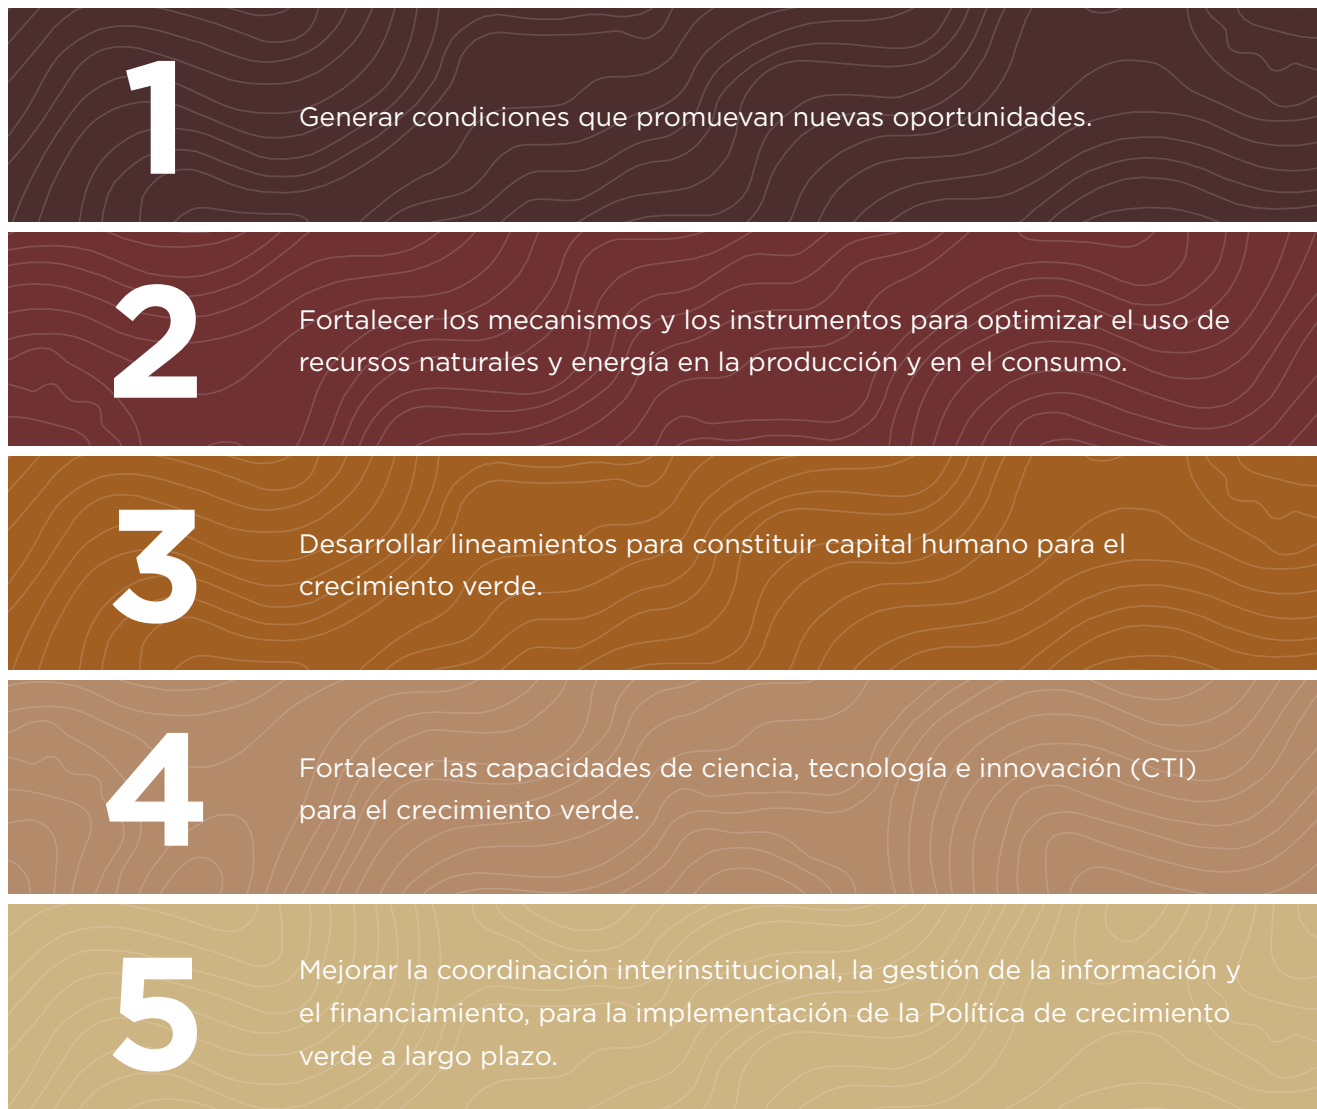 1
Generar condiciones que promuevan nuevas oportunidades.
2
Fortalecer los mecanismos y los instrumentos para optimizar el uso de
recursos naturales y energía en la producción y en el consumo.
3
Desarrollar lineamientos para constituir capital humano para el
crecimiento verde.
4
Fortalecer las capacidades de ciencia, tecnología e innovación (CTI)
para el crecimiento verde.
5
Mejorar la coordinación interinstitucional, la gestión de la información y
el financiamiento, para la implementación de la Política de crecimiento
verde a largo plazo.